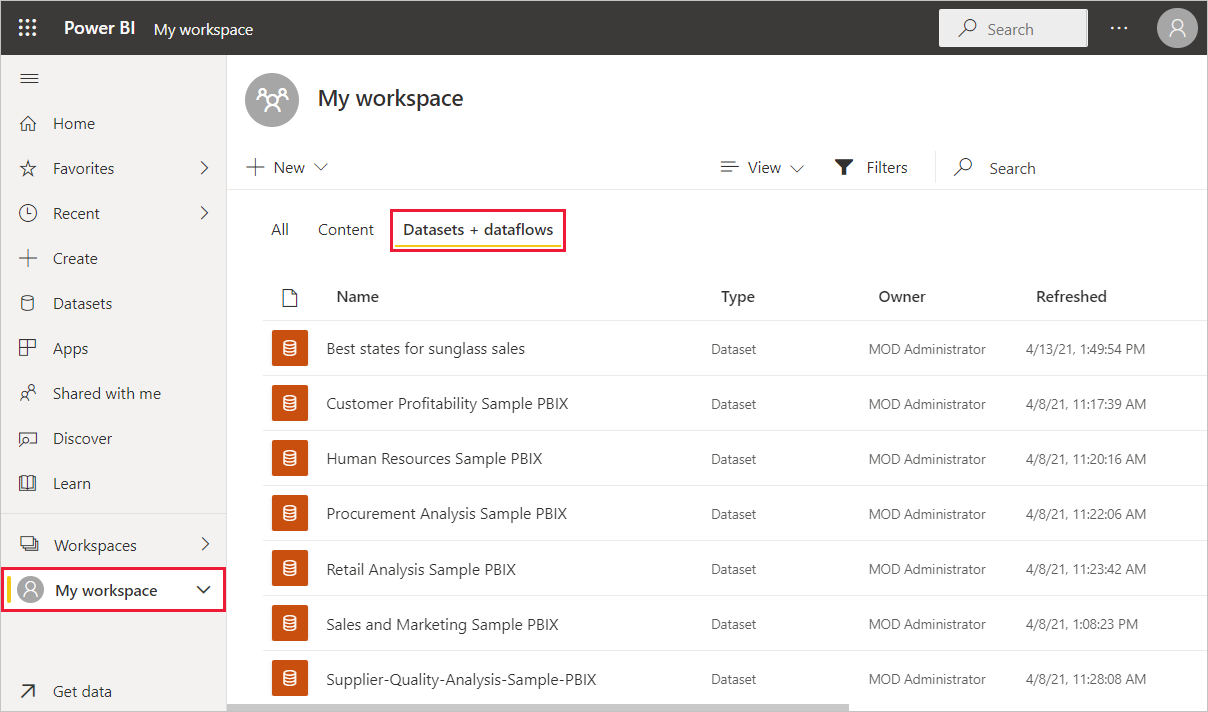 Power BI My workspace Search ...
My workspace
Home
Favorites
Recent
Create
Datasets
Apps
Shared with me
Discover
Learn
Workspaces
My workspace
Get data
New View Filters Search
All Content Datasets + dataflows
Name Type Owner Refreshed
Best states for sunglass sales Dataset MOD Administrator 4/13/21, 1:49:54 PM
Customer Profitability Sample PBIX Dataset MOD Administrator 4/8/21, 11:17:39 AM
Human Resources Sample PBIX Dataset MOD Administrator 4/8/21, 11:20:16 AM
Procurement Analysis Sample PBIX Dataset MOD Administrator 4/8/21, 11:22:06 AM
Retail Analysis Sample PBIX Dataset MOD Administrator 4/8/21, 11:23:42 AM
Sales and Marketing Sample PBIX Dataset MOD Administrator 4/8/21, 1:08:23 PM
Supplier-Quality-Analysis-Sample-PBIX Dataset MOD Administrator 4/8/21, 11:28:08 AM